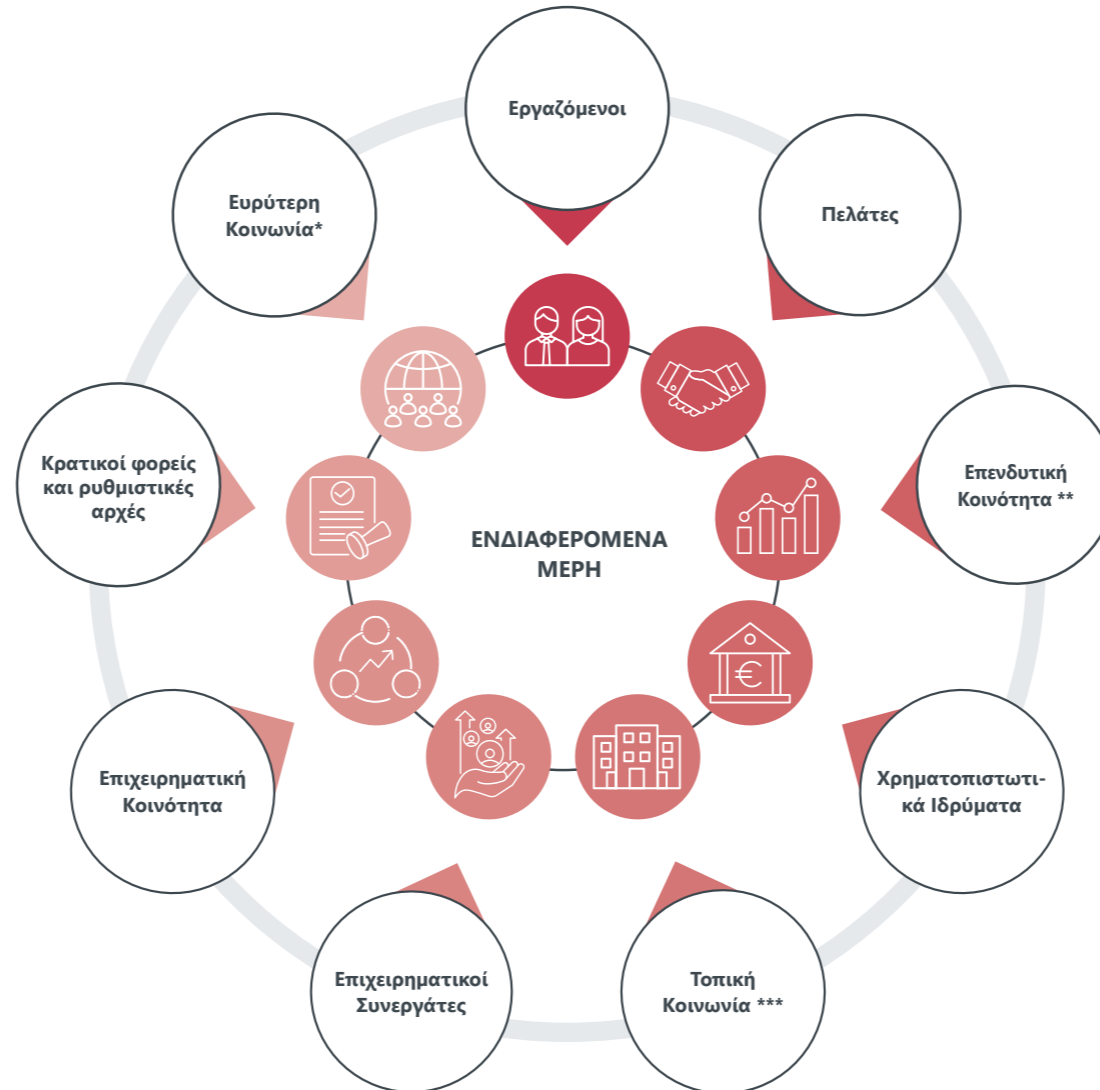 Εργαζόμενοι
Πελάτες
Επενδυτική
Κοινότητα **
Χρηματοπιστωτι-
κά Ιδρύματα
Τοπική
Κοινωνία ***
Επιχειρηματικοί
Συνεργάτες
Επιχειρηματική
Κοινότητα
Κρατικοί φορείς
και ρυθμιστικές
αρχές
Ευρύτερη
Κοινωνία*
ΕΝΔΙΑΦΕΡΟΜΕΝΑ
ΜΕΡΗ
€